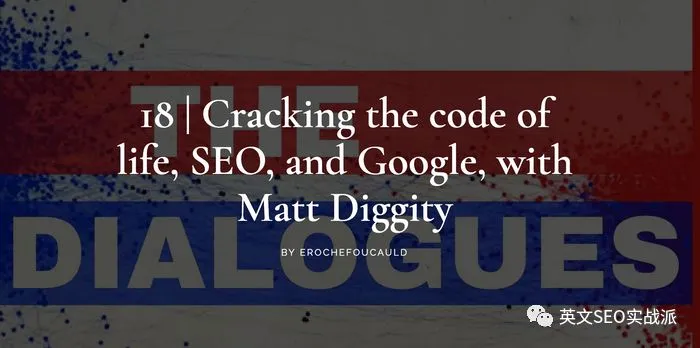 THE
DIALOGUES
18 | Cracking the code of
life, SEO, and Google, with
Matt Diggity
BY EROCHEFOUCAULD
英文SEO实战派